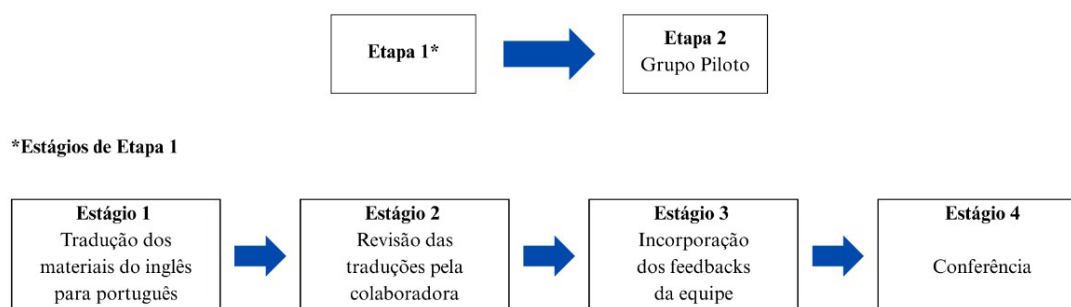 Etapa 1*
Etapa 2
Grupo Piloto
*Estágios de Etapa 1
Estágio 1
Tradução dos
materiais do inglês
para português
Estágio 2
Revisão das
traduções pela
colaboradora
Estágio 3
Incorporação
dos feedbacks
da equipe
Estágio 4
Conferência